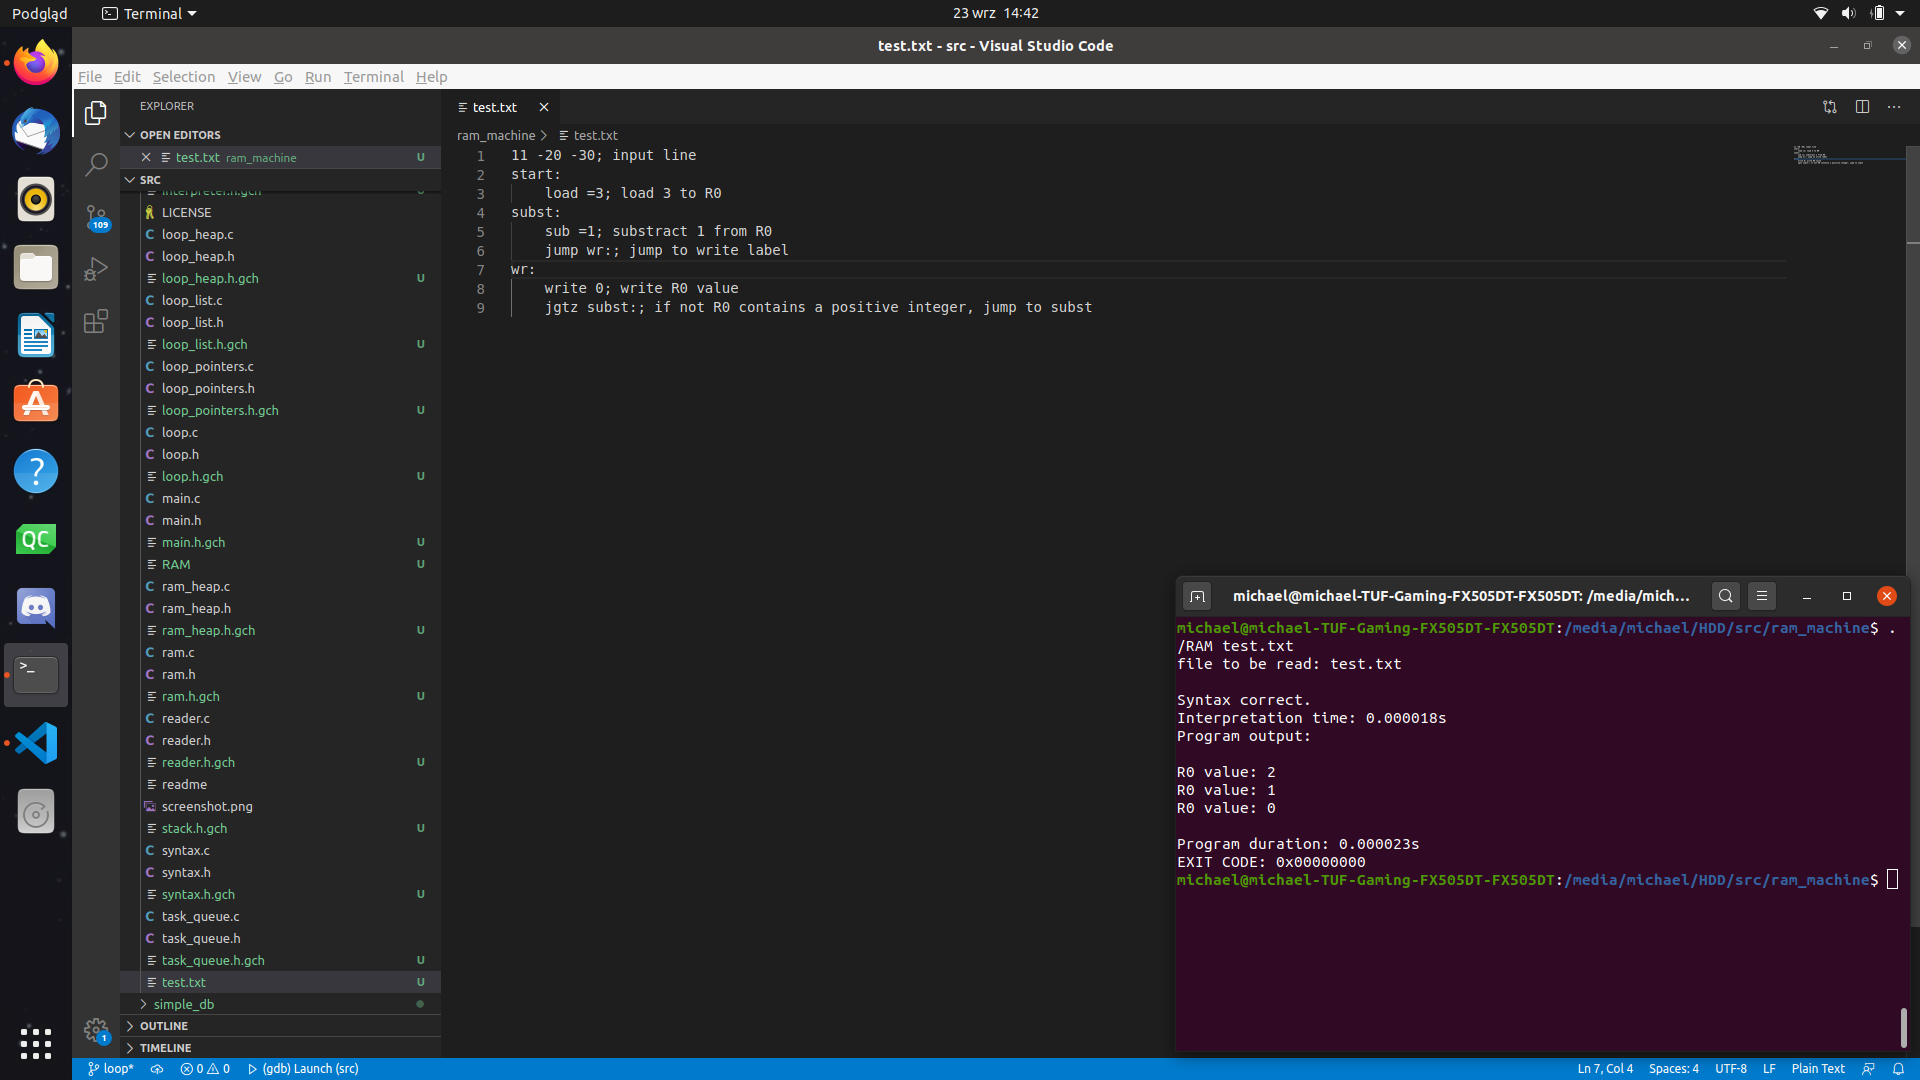 Podgląd
Terminal
23 wrz 14:42
test.txt - src - Visual Studio Code
File Edit Selection View Go Run Terminal Help
EXPLORER
OPEN EDITORS
test.txt ram_machine U
SRC
interpreter.h.gch U
LICENSE
loop_heap.c
loop_heap.h
loop_heap.h.gch U
loop_list.c
loop_list.h
loop_list.h.gch U
loop_pointers.c
loop_pointers.h
loop_pointers.h.gch U
loop.c
loop.h
loop.h.gch U
main.c
main.h
main.h.gch U
RAM U
ram_heap.c
ram_heap.h
ram_heap.h.gch U
ram.c
ram.h
ram.h.gch U
reader.c
reader.h
reader.h.gch U
readme
screenshot.png
stack.h.gch U
syntax.c
syntax.h
syntax.h.gch U
task_queue.c
task_queue.h
task_queue.h.gch U
test.txt U
simple_db
OUTLINE
TIMELINE
109
1
QC
test.txt
ram_machine > test.txt
1 11 -20 -30; input line
2 start:
3 load =3; load 3 to R0
4 subst:
5 sub =1; substract 1 from R0
6 jump wr:; jump to write label
7 wr:
8 write 0; write R0 value
9 jgtz subst:; if not R0 contains a positive integer, jump to subst
michael@michael-TUF-Gaming-FX505DT-FX505DT: /media/mich...
michael@michael-TUF-Gaming-FX505DT-FX505DT:/media/michael/HDD/src/ram_machine$ .
/RAM test.txt
file to be read: test.txt
Syntax correct.
Interpretation time: 0.000018s
Program output:
R0 value: 2
R0 value: 1
R0 value: 0
Program duration: 0.000023s
EXIT CODE: 0x00000000
michael@michael-TUF-Gaming-FX505DT-FX505DT:/media/michael/HDD/src/ram_machine$
loop* 0 0 (gdb) Launch (src)
Ln 7, Col 4 Spaces: 4 UTF-8 LF Plain Text